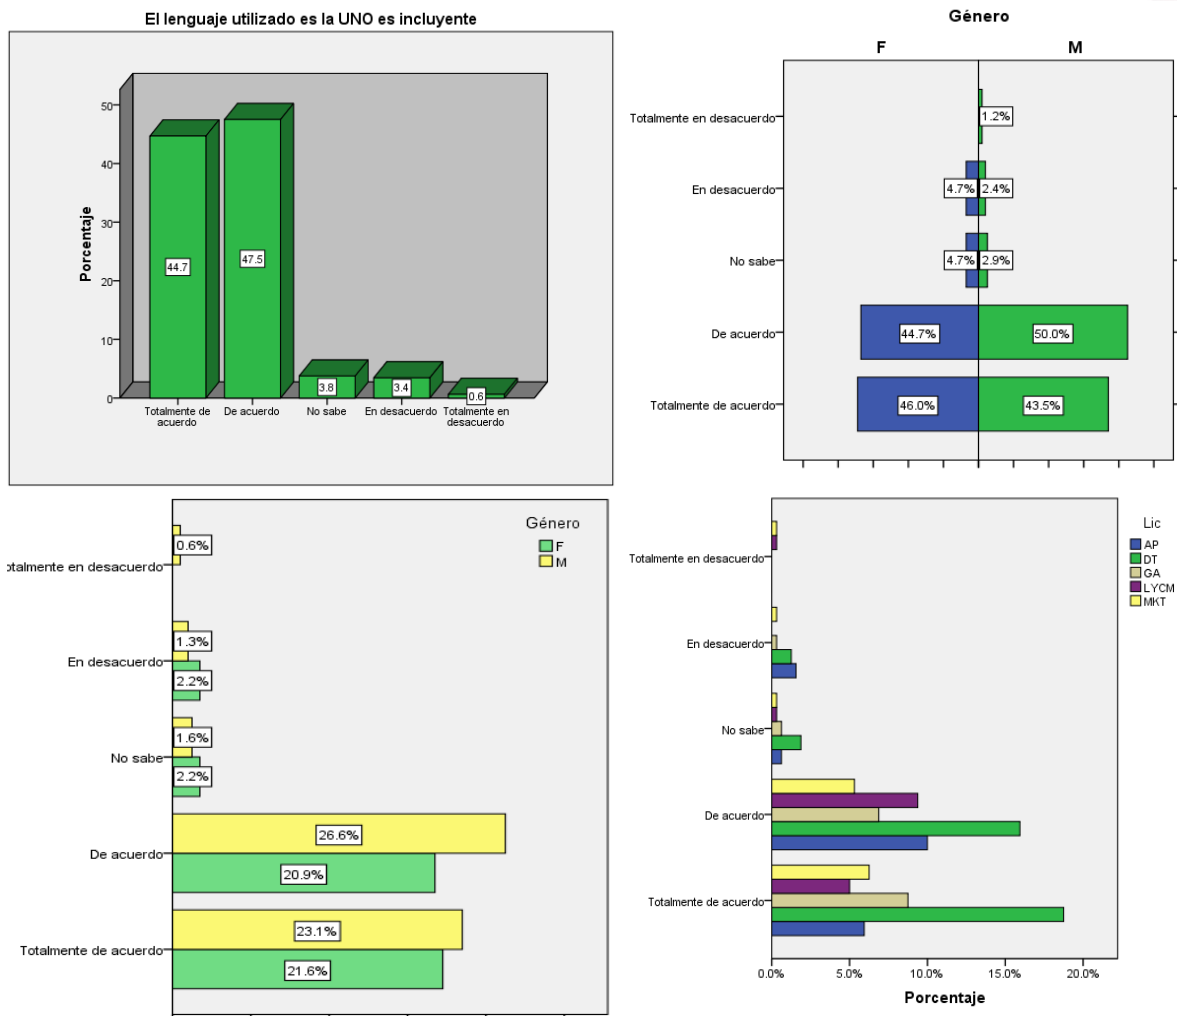 El lenguaje utilizado es la UNO es incluyente
Porcentaje
50
40
30
20
10
0
44.7
47.5
3.8
3.4
0.6
Totalmente de
acuerdo
De acuerdo
No sabe
En desacuerdo
Totalmente en
desacuerdo
Género
F
M
Totalmente en desacuerdo
1.2%
En desacuerdo
4.7%
2.4%
No sabe
4.7%
2.9%
De acuerdo
44.7%
50.0%
Totalmente de acuerdo
46.0%
43.5%
Género
F
M
otalmente en desacuerdo
0.6%
En desacuerdo
1.3%
2.2%
No sabe
1.6%
2.2%
De acuerdo
26.6%
20.9%
Totalmente de acuerdo
23.1%
21.6%
Lic
AP
DT
GA
LYCM
MKT
Totalmente en desacuerdo
En desacuerdo
No sabe
De acuerdo
Totalmente de acuerdo
0.0%
5.0%
10.0%
15.0%
20.0%
Porcentaje